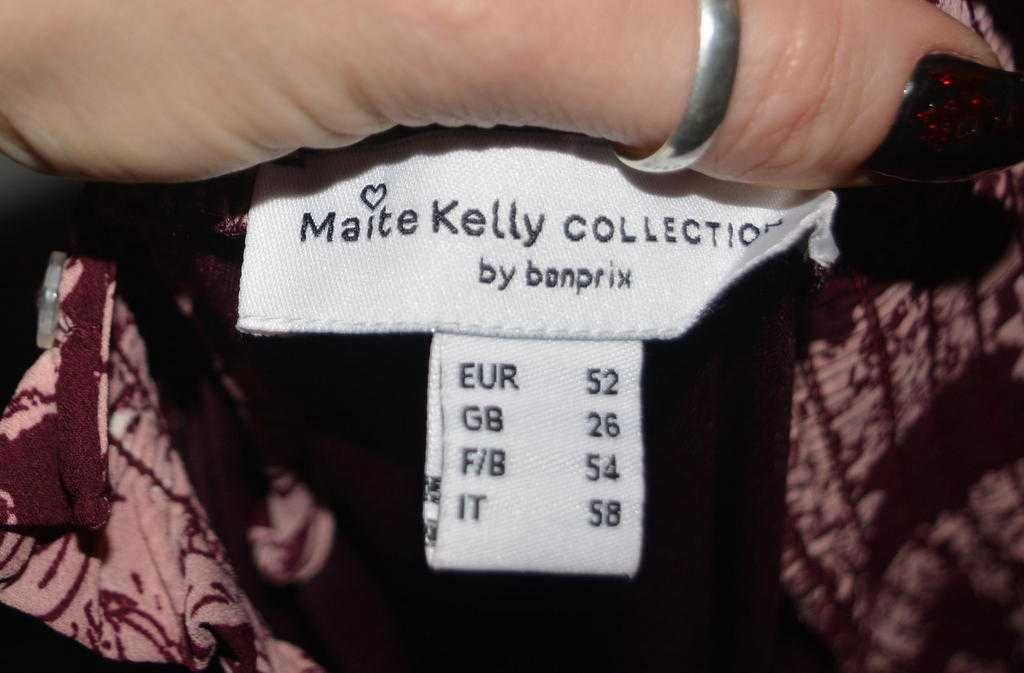 Maite Kelly COLLECTIO
by bonprix
EUR 52
GB 26
F/B 54
IT 58